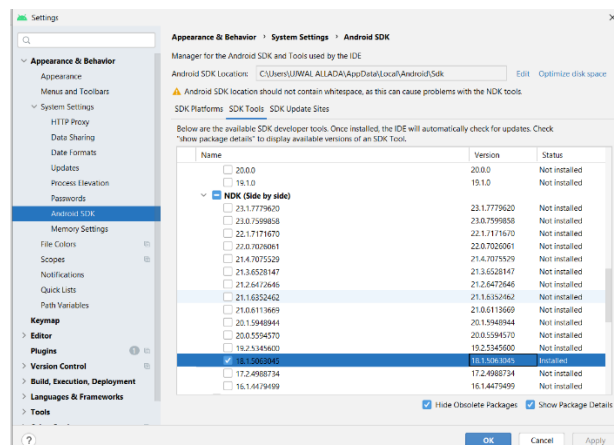 Settings
Appearance & Behavior
Appearance
Menus and Toolbars
System Settings
HTTP Proxy
Data Sharing
Date Formats
Updates
Process Elevation
Passwords
Android SDK
Memory Settings
File Colors
Scopes
Notifications
Quick Lists
Path Variables
Keymap
Editor
Plugins 1
Version Control
Build, Execution, Deployment
Languages & Frameworks
Tools
Appearance & Behavior › System Settings › Android SDK
Manager for the Android SDK and Tools used by the IDE
Android SDK Location: C:\Users\UJWAL ALLADA\AppData\Local\Android\Sdk Edit Optimize disk space
Android SDK location should not contain whitespace, as this can cause problems with the NDK tools.
SDK Platforms SDK Tools SDK Update Sites
Below are the available SDK developer tools. Once installed, the IDE will automatically check for updates. Check
"show package details" to display available versions of an SDK Tool.
Name Version Status
20.0.0 20.0.0 Not installed
19.1.0 19.1.0 Not installed
NDK (Side by side)
23.1.7779620 23.1.7779620 Not installed
23.0.7599858 23.0.7599858 Not installed
22.1.7171670 22.1.7171670 Not installed
22.0.7026061 22.0.7026061 Not installed
21.4.7075529 21.4.7075529 Not installed
21.3.6528147 21.3.6528147 Not installed
21.2.6472646 21.2.6472646 Not installed
21.1.6352462 21.1.6352462 Not installed
21.0.6113669 21.0.6113669 Not installed
20.1.5948944 20.1.5948944 Not installed
20.0.5594570 20.0.5594570 Not installed
19.2.5345600 19.2.5345600 Not installed
18.1.5063045 18.1.5063045 Installed
17.2.4988734 17.2.4988734 Not installed
16.1.4479499 16.1.4479499 Not installed
Hide Obsolete Packages Show Package Details
? OK Cancel Apply